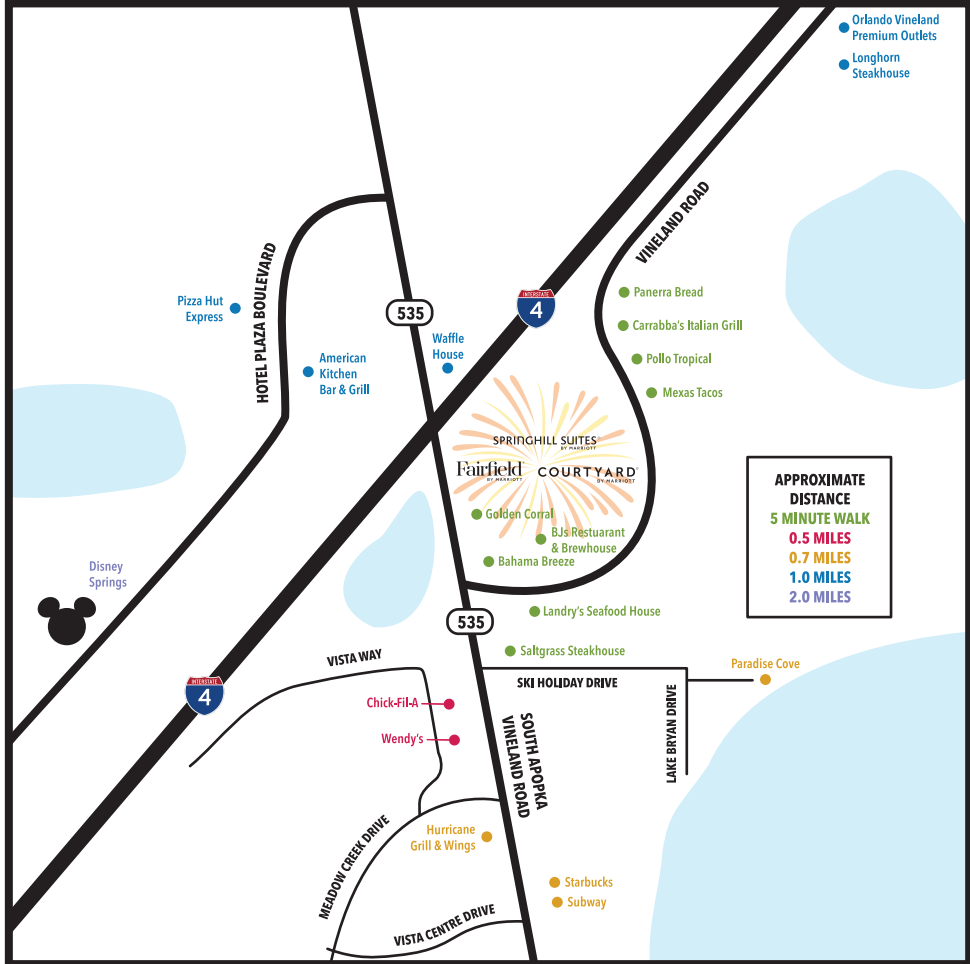 Orlando Vineland
Premium Outlets
Longhorn
Steakhouse
VINELAND ROAD
HOTEL PLAZA BOULEVARD
Pizza Hut
Express
American
Kitchen
Bar & Grill
535
Waffle
House
INTERSTATE
4
Panerra Bread
Carrabba's Italian Grill
Pollo Tropical
Mexas Tacos
SPRINGHILL SUITES
BY MARRIOTT
Fairfield
BY MARRIOTT
COURTYARD
BY MARRIOTT
Golden Corral
BJs Restuarant
& Brewhouse
Bahama Breeze
APPROXIMATE
DISTANCE
5 MINUTE WALK
0.5 MILES
0.7 MILES
1.0 MILES
2.0 MILES
Disney
Springs
535
Landry's Seafood House
Saltgrass Steakhouse
VISTA WAY
INTERSTATE
4
SKI HOLIDAY DRIVE
Paradise Cove
LAKE BRYAN DRIVE
Chick-Fil-A
Wendy's
SOUTH APOPKA
VINELAND ROAD
MEADOW CREEK DRIVE
Hurricane
Grill & Wings
Starbucks
Subway
VISTA CENTRE DRIVE